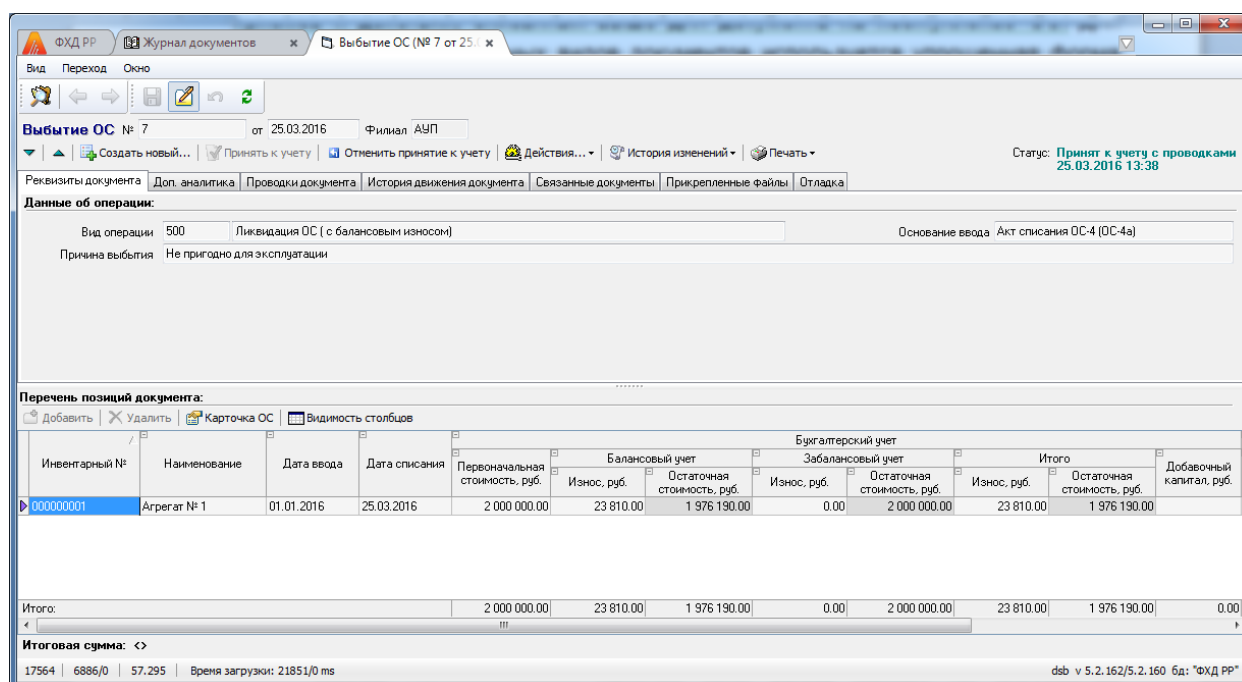 ФХД РР Журнал документов x Выбытие ОС (№ 7 от 25.0 x
Вид Переход Окно
Выбытие ОС № 7 от 25.03.2016 Филиал АУП
Создать новый... Принять к учету Отменить принятие к учету Действия... История изменений Печать Статус: Принят к учету с проводками
25.03.2016 13:38
Реквизиты документа Доп. аналитика Проводки документа История движения документа Связанные документы Прикрепленные файлы Отладка
Данные об операции:
Вид операции 500 Ликвидация ОС ( с балансовым износом) Основание ввода Акт списания ОС-4 (ОС-4а)
Причина выбытия Не пригодно для эксплуатации
Перечень позиций документа:
Добавить Удалить Карточка ОС Видимость столбцов
Бухгалтерский учет
Инвентарный № Наименование Дата ввода Дата списания Первоначальная стоимость, руб. Балансовый учет Забалансовый учет Итого Добавочный капитал, руб.
Износ, руб. Остаточная стоимость, руб. Износ, руб. Остаточная стоимость, руб. Износ, руб. Остаточная стоимость, руб.
000000001 Агрегат № 1 01.01.2016 25.03.2016 2 000 000.00 23 810.00 1 976 190.00 0.00 2 000 000.00 23 810.00 1 976 190.00
Итого: 2 000 000.00 23 810.00 1 976 190.00 0.00 2 000 000.00 23 810.00 1 976 190.00 0.00
Итоговая сумма: <>
17564 6886/0 57.295 Время загрузки: 21851/0 ms dsb v 5.2.162/5.2.160 бд: "ФХД РР"